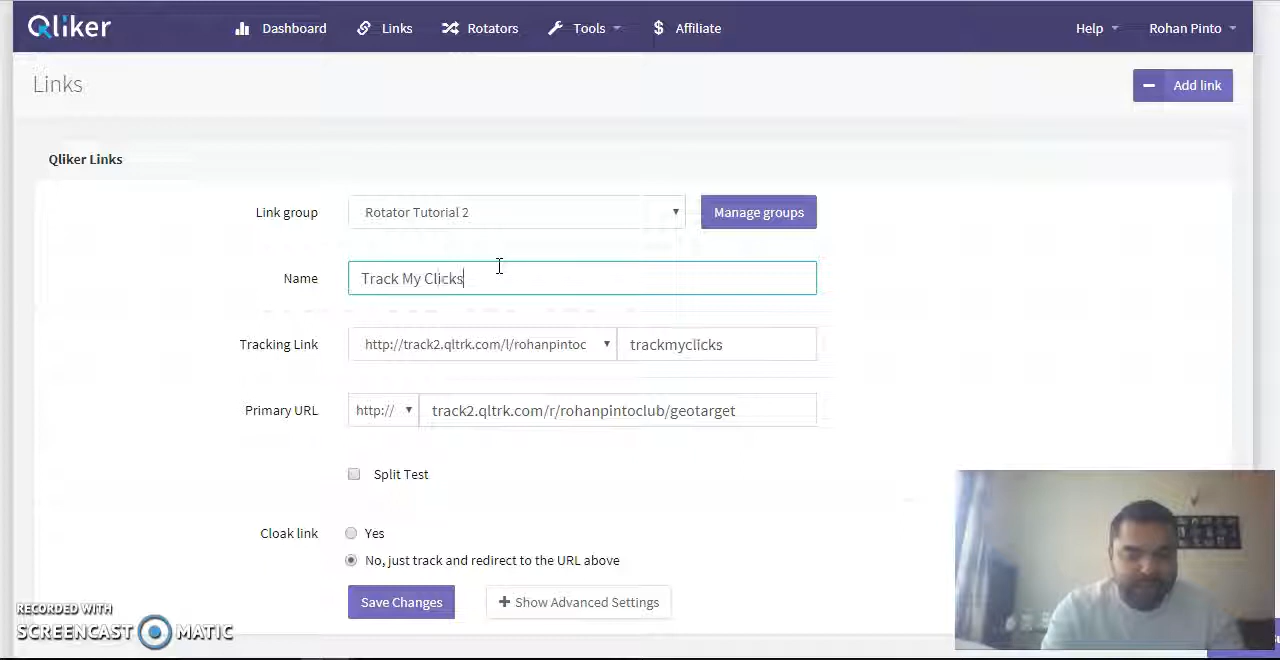 Qliker
Dashboard
Links
Rotators
Tools
$ Affiliate
Help
Rohan Pinto
Links
Add link
Qliker Links
Link group
Rotator Tutorial 2
Manage groups
Name
Track My Clicks
Tracking Link
http://track2.qltrk.com/l/rohanpintoc
trackmyclicks
Primary URL
http://
track2.qltrk.com/r/rohanpintoclub/geotarget
Split Test
Cloak link
Yes
No, just track and redirect to the URL above
Save Changes
+ Show Advanced Settings
RECORDED WITH
SCREENCAST MATIC